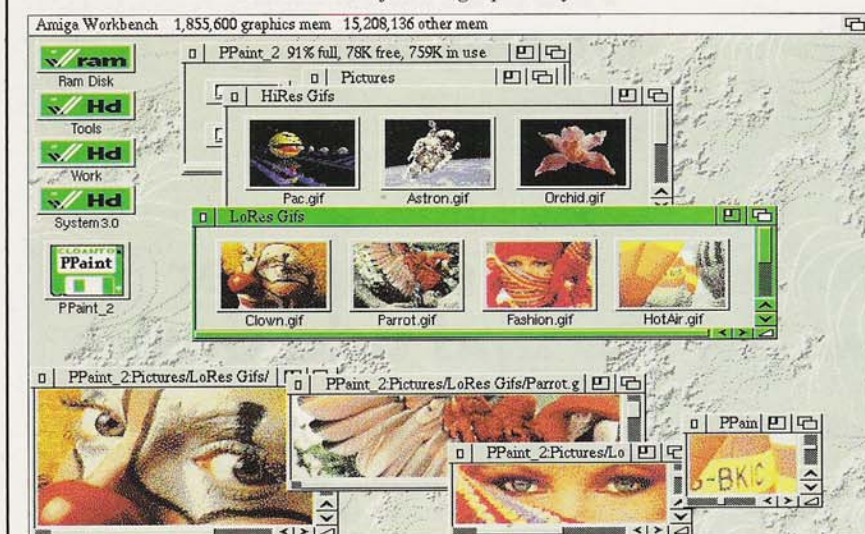 Amiga Workbench 1,855,600 graphics mem 15,208,136 other mem
ram
Ram Disk
Hd
Tools
Hd
Work
Hd
System3.0
CLOANTO
PPaint
PPaint_2
PPaint_2 91% full, 78K free, 759K in use
Pictures
HiRes Gifs
Pac.gif
Astron.gif
Orchid.gif
LoRes Gifs
Clown.gif
Parrot.gif
Fashion.gif
HotAir.gif
PPaint_2:Pictures/LoRes Gifs/
PPaint_2:Pictures/LoRes Gifs/Parrot.g
PPaint_2:Pictures/Lo
PPain
G-BKIC